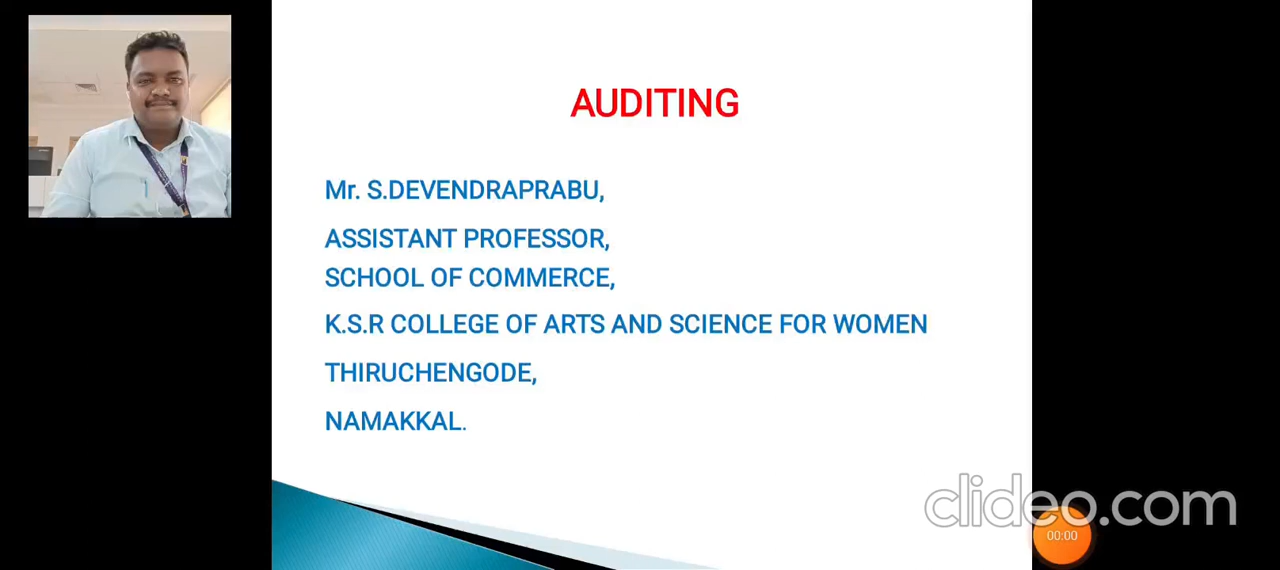 AUDITING
Mr. S.DEVENDRAPRABU,
ASSISTANT PROFESSOR,
SCHOOL OF COMMERCE,
K.S.R COLLEGE OF ARTS AND SCIENCE FOR WOMEN
THIRUCHENGODE,
NAMAKKAL.
clideo.com
00:00